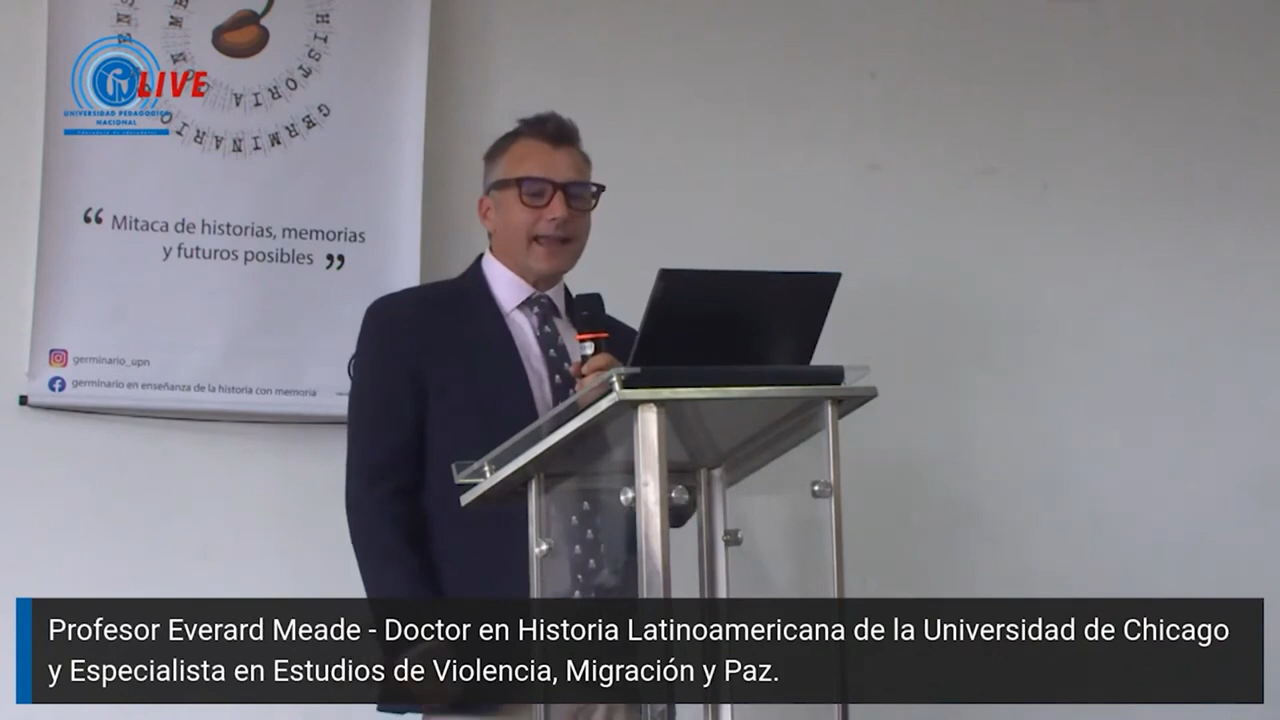 HISTORIA
GERMINARIO
LIVE
UNIVERSIDAD PEDAGOGICA
NACIONAL
“ Mitaca de historias, memorias
y futuros posibles ”
germinario_upn
germinario en enseñanza de la historia con memoria
Profesor Everard Meade - Doctor en Historia Latinoamericana de la Universidad de Chicago
y Especialista en Estudios de Violencia, Migración y Paz.